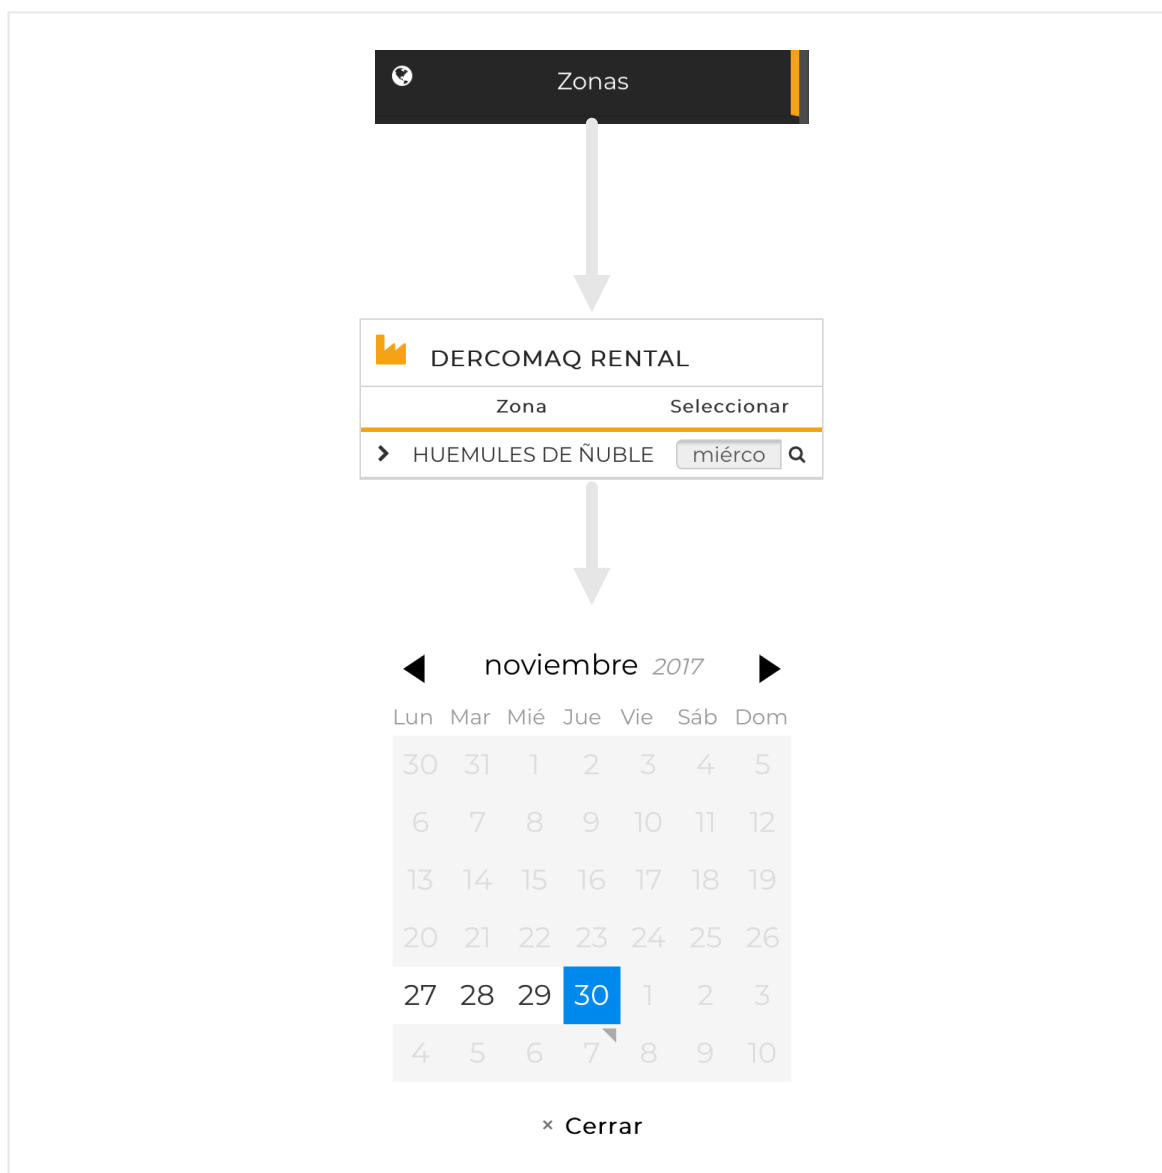 Zonas
DERCOMAQ RENTAL
Zona Seleccionar
HUEMULES DE ÑUBLE miérco
noviembre 2017
Lun Mar Mié Jue Vie Sáb Dom
30 31 1 2 3 4 5
6 7 8 9 10 11 12
13 14 15 16 17 18 19
20 21 22 23 24 25 26
27 28 29 30 1 2 3
4 5 6 7 8 9 10
× Cerrar